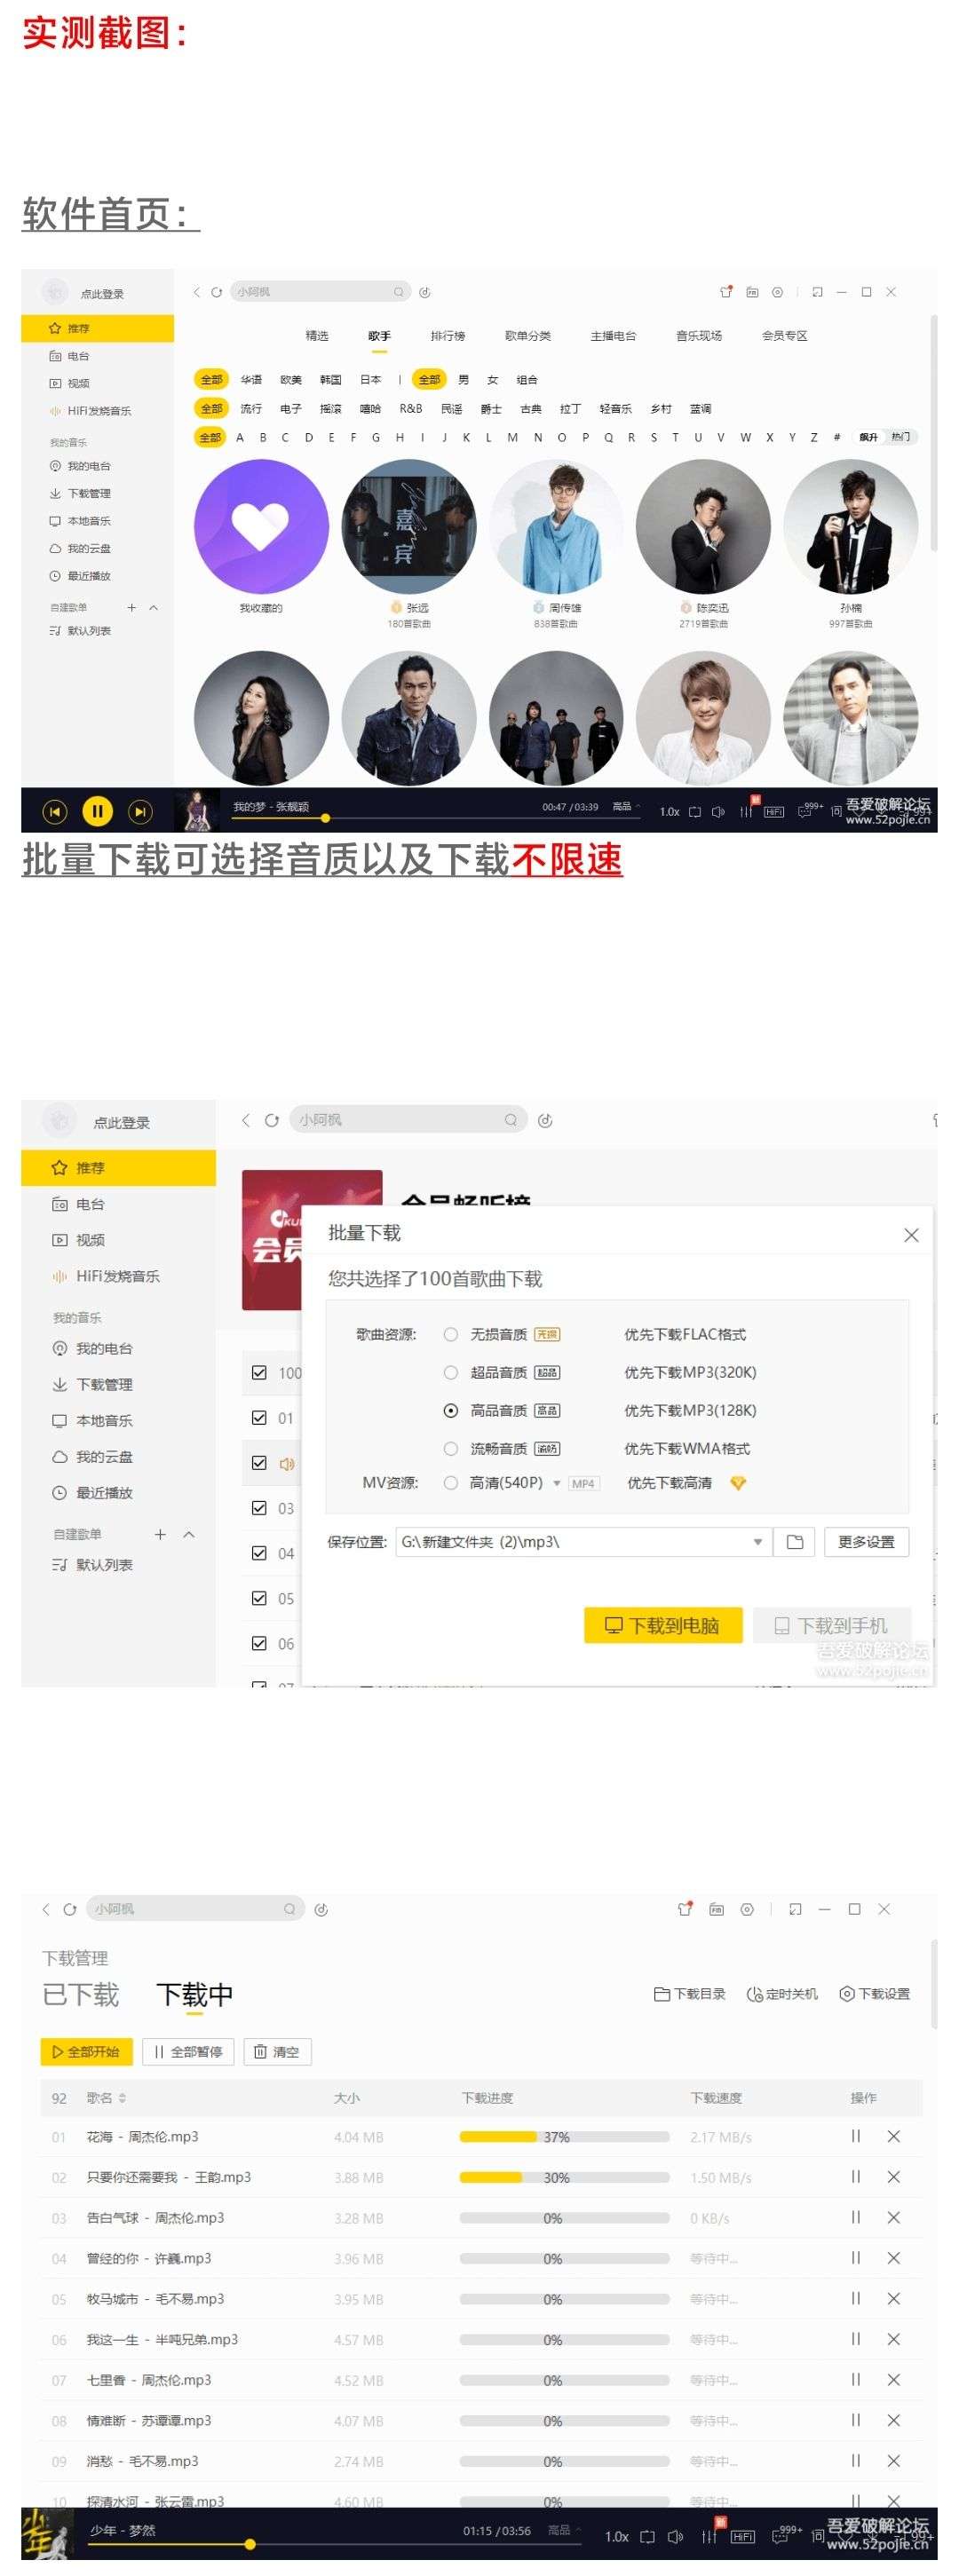 实测截图：
软件首页：
点此登录
小阿枫
推荐
电台
视频
HiFi发烧音乐
我的音乐
我的电台
下载管理
本地音乐
我的云盘
最近播放
自建歌单
默认列表
精选 歌手 排行榜 歌单分类 主播电台 音乐现场 会员专区
全部 华语 欧美 韩国 日本 | 全部 男 女 组合
全部 流行 电子 摇滚 嘻哈 R&B 民谣 爵士 古典 拉丁 轻音乐 乡村 蓝调
全部 A B C D E F G H I J K L M N O P Q R S T U V W X Y Z # 飙升 热门
嘉宾
我收藏的 张远 周传雄 陈奕迅 孙楠
180首歌曲 838首歌曲 2719首歌曲 997首歌曲
我的梦 - 张靓颖 00:47 / 03:39 高品
1.0x HiFi 999+ 词 99+
吾爱破解论坛
www.52pojie.cn
批量下载可选择音质以及下载不限速
点此登录
小阿枫
推荐
电台
视频
HiFi发烧音乐
我的音乐
我的电台
下载管理
本地音乐
我的云盘
最近播放
自建歌单
默认列表
会员畅听榜
100
01
03
04
05
06
07
批量下载
您共选择了100首歌曲下载
歌曲资源: 无损音质 无损 优先下载FLAC格式
超品音质 超品 优先下载MP3(320K)
高品音质 高品 优先下载MP3(128K)
流畅音质 流畅 优先下载WMA格式
MV资源: 高清(540P) MP4 优先下载高清
保存位置: G:\新建文件夹 (2)\mp3\ 更多设置
下载到电脑 下载到手机
吾爱破解论坛
www.52pojie.cn
小阿枫
下载管理
已下载 下载中 下载目录 定时关机 下载设置
全部开始 全部暂停 清空
92 歌名 大小 下载进度 下载速度 操作
01 花海 - 周杰伦.mp3 4.04 MB 37% 2.17 MB/s
02 只要你还需要我 - 王韵.mp3 3.88 MB 30% 1.50 MB/s
03 告白气球 - 周杰伦.mp3 3.28 MB 0% 0 KB/s
04 曾经的你 - 许巍.mp3 3.96 MB 0% 等待中...
05 牧马城市 - 毛不易.mp3 3.95 MB 0% 等待中...
06 我这一生 - 半吨兄弟.mp3 4.57 MB 0% 等待中...
07 七里香 - 周杰伦.mp3 4.52 MB 0% 等待中...
08 情难断 - 苏谭谭.mp3 4.07 MB 0% 等待中...
09 消愁 - 毛不易.mp3 2.74 MB 0% 等待中...
10 探清水河 - 张云雷.mp3 4.60 MB 0% 等待中...
少年
少年 - 梦然 01:15 / 03:56 高品
1.0x HiFi 999+ 词 99+
吾爱破解论坛
www.52pojie.cn